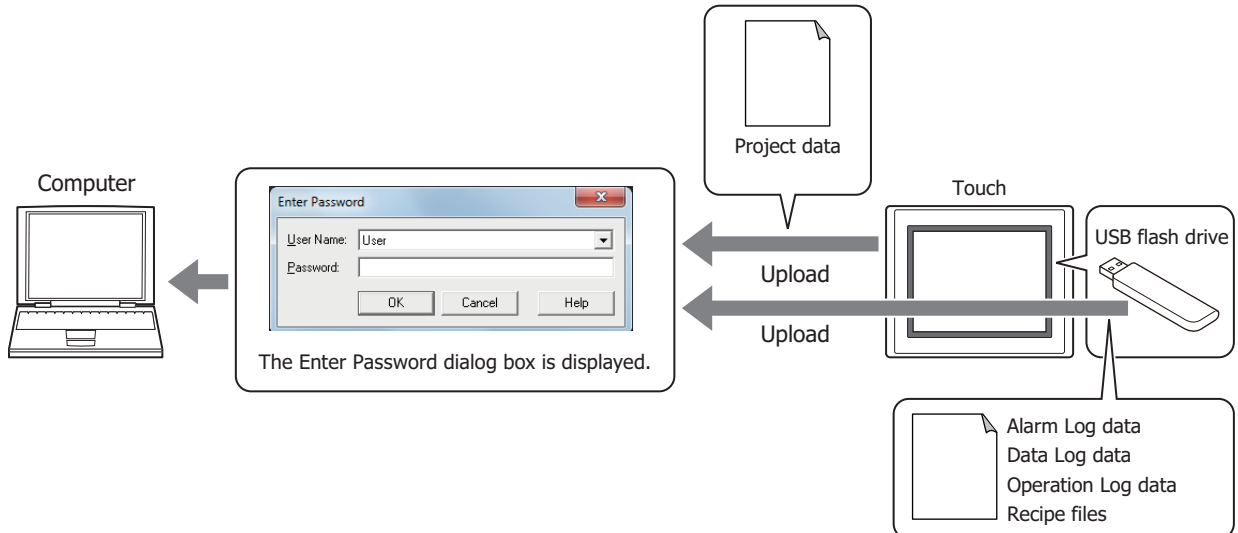 Project data
Computer
Touch
Enter Password
X
User Name: User
Password:
OK Cancel Help
The Enter Password dialog box is displayed.
Upload
Upload
USB flash drive
Alarm Log data
Data Log data
Operation Log data
Recipe files